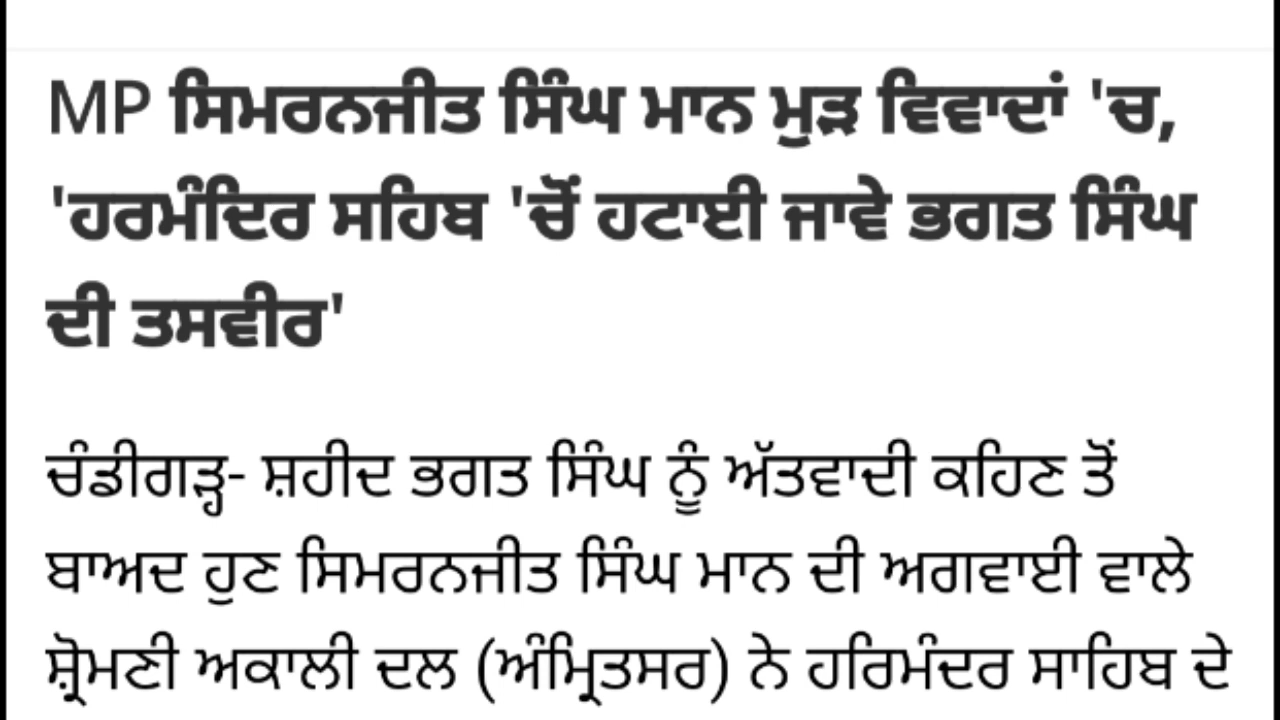 MP ਸਿਮਰਨਜੀਤ ਸਿੰਘ ਮਾਨ ਮੁੜ ਵਿਵਾਦਾਂ 'ਚ,
'ਹਰਮੰਦਿਰ ਸਹਿਬ 'ਚੋਂ ਹਟਾਈ ਜਾਵੇ ਭਗਤ ਸਿੰਘ
ਦੀ ਤਸਵੀਰ'
ਚੰਡੀਗੜ੍ਹ- ਸ਼ਹੀਦ ਭਗਤ ਸਿੰਘ ਨੂੰ ਅੱਤਵਾਦੀ ਕਹਿਣ ਤੋਂ
ਬਾਅਦ ਹੁਣ ਸਿਮਰਨਜੀਤ ਸਿੰਘ ਮਾਨ ਦੀ ਅਗਵਾਈ ਵਾਲੇ
ਸ਼੍ਰੋਮਣੀ ਅਕਾਲੀ ਦਲ (ਅੰਮ੍ਰਿਤਸਰ) ਨੇ ਹਰਿਮੰਦਰ ਸਾਹਿਬ ਦੇ